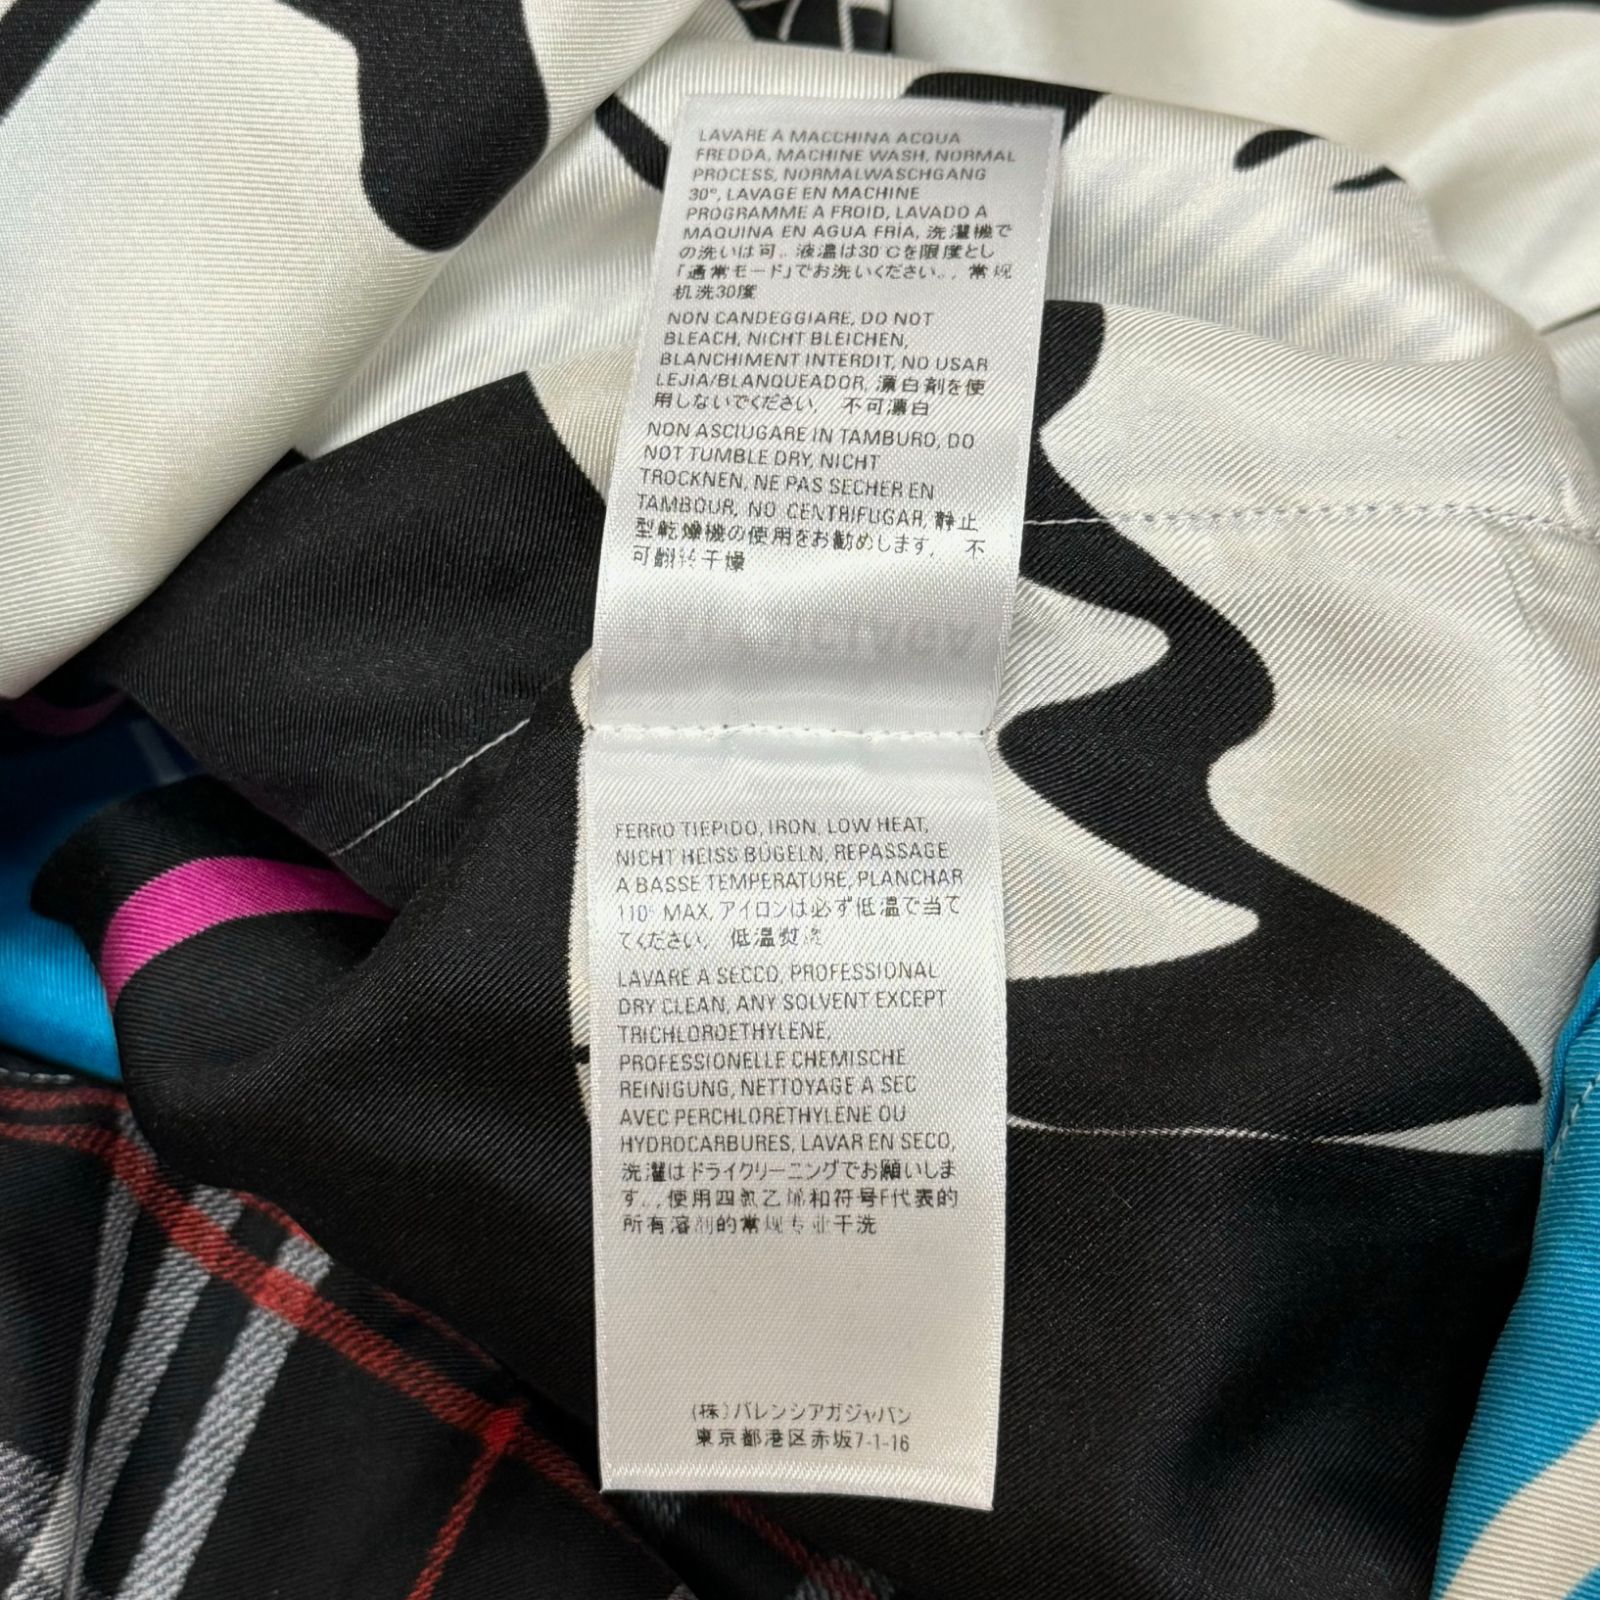 LAVARE A MACCHINA ACQUA
FREDDA, MACHINE WASH, NORMAL
PROCESS, NORMALWASCHGANG
30°, LAVAGE EN MACHINE
PROGRAMME A FROID, LAVADO A
MAQUINA EN AGUA FRÍA, 洗濯機で
の洗いは可。液温は30℃を限度とし
「通常モード」でお洗いください。, 常规
机洗30度
NON CANDEGGIARE, DO NOT
BLEACH, NICHT BLEICHEN,
BLANCHIMENT INTERDIT, NO USAR
LEJIA/BLANQUEADOR, 漂白剤を使
用しないでください, 不可漂白
NON ASCIUGARE IN TAMBURO, DO
NOT TUMBLE DRY, NICHT
TROCKNEN, NE PAS SECHER EN
TAMBOUR, NO CENTRIFUGAR, 静止
型乾燥機の使用をお勧めします, 不
可翻转干燥
FERRO TIEPIDO, IRON, LOW HEAT,
NICHT HEISS BÜGELN, REPASSAGE
A BASSE TEMPERATURE, PLANCHAR
110° MAX, アイロンは必ず低温で当て
てください, 低温熨烫
LAVARE A SECCO, PROFESSIONAL
DRY CLEAN, ANY SOLVENT EXCEPT
TRICHLOROETHYLENE,
PROFESSIONELLE CHEMISCHE
REINIGUNG, NETTOYAGE A SEC
AVEC PERCHLORETHYLENE OU
HYDROCARBURES, LAVAR EN SECO,
洗濯はドライクリーニングでお願いしま
す。, 使用四氯乙烯和符号F代表的
所有溶剂的常规专业干洗
(株)バレンシアガジャパン
東京都港区赤坂7-1-16